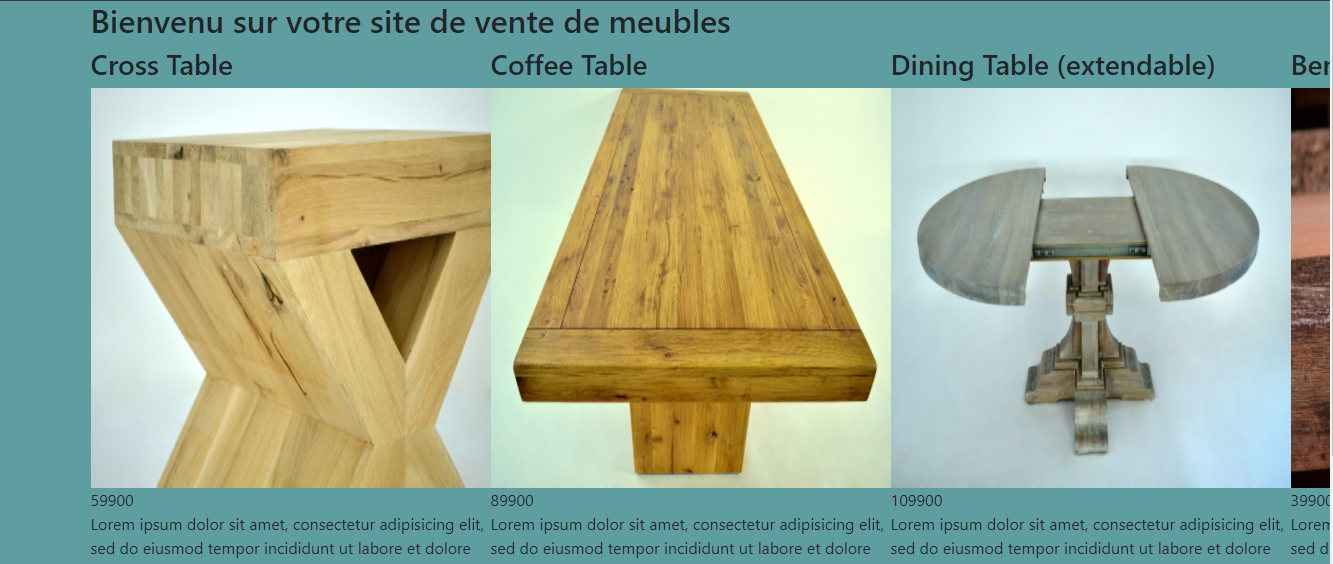 Bienvenu sur votre site de vente de meubles
Cross Table
Coffee Table
Dining Table (extendable)
59900
Lorem ipsum dolor sit amet, consectetur adipisicing elit,
sed do eiusmod tempor incididunt ut labore et dolore
89900
Lorem ipsum dolor sit amet, consectetur adipisicing elit,
sed do eiusmod tempor incididunt ut labore et dolore
109900
Lorem ipsum dolor sit amet, consectetur adipisicing elit,
sed do eiusmod tempor incididunt ut labore et dolore